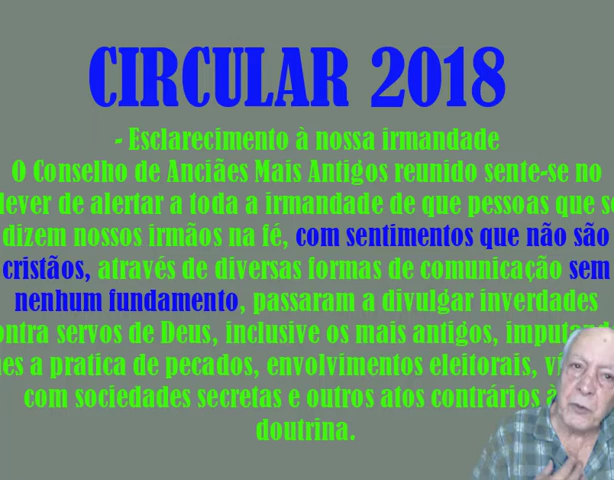 CIRCULAR 2018
- Esclarecimento à nossa irmandade
O Conselho de Anciães Mais Antigos reunido sente-se no
dever de alertar a toda a irmandade de que pessoas que se
dizem nossos irmãos na fé, com sentimentos que não são
cristãos, através de diversas formas de comunicação sem
nenhum fundamento, passaram a divulgar inverdades
contra servos de Deus, inclusive os mais antigos,
a pratica de pecados, envolvimentos eleitorais,
com sociedades secretas e outros atos contrários à
doutrina.